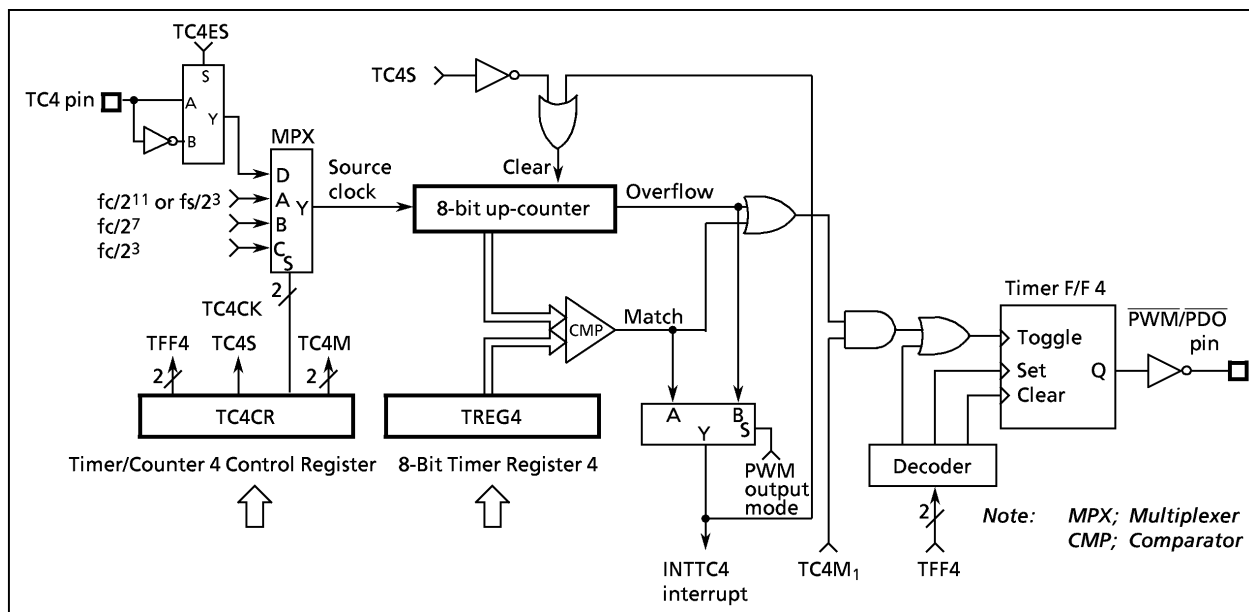 TC4ES
TC4S
TC4 pin
S
A
Y
B
MPX
D
A
Y
B
C
S
fc/2¹¹ or fs/2³
fc/2⁷
fc/2³
Source
clock
Clear
8-bit up-counter
Overflow
2
TC4CK
TFF4
TC4S
TC4M
2
2
TC4CR
Timer/Counter 4 Control Register
CMP
Match
TREG4
8-Bit Timer Register 4
A
B
Y
S
PWM
output
mode
INTTC4
interrupt
TC4M₁
Timer F/F 4
Toggle
Set
Q
Clear
P̅W̅M̅/P̅D̅O̅
pin
Decoder
2
TFF4
Note: MPX; Multiplexer
CMP; Comparator